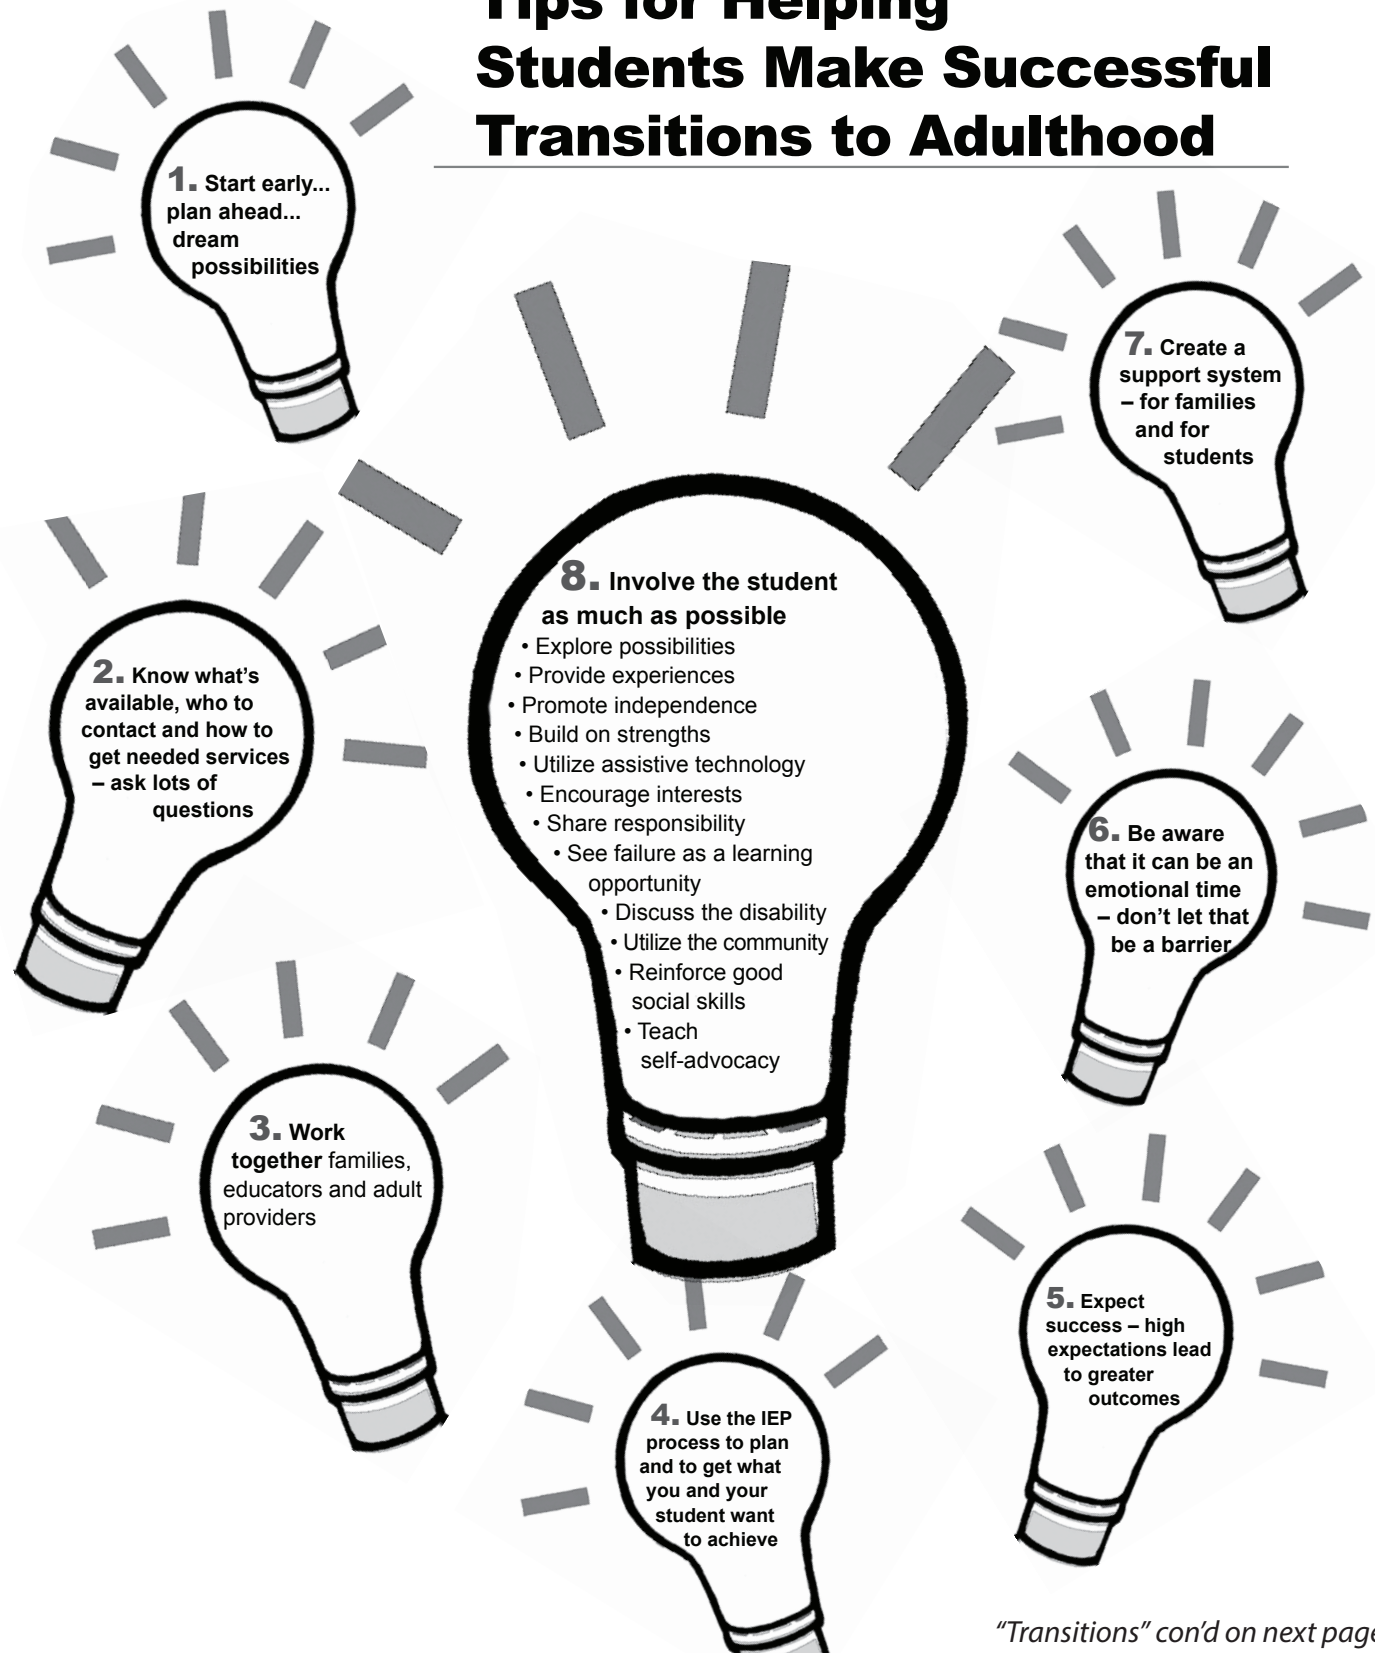 Tips for Helping
Students Make Successful
Transitions to Adulthood
1. Start early...
plan ahead...
dream
possibilities
2. Know what's
available, who to
contact and how to
get needed services
– ask lots of
questions
3. Work
together families,
educators and adult
providers
4. Use the IEP
process to plan
and to get what
you and your
student want
to achieve
5. Expect
success – high
expectations lead
to greater
outcomes
6. Be aware
that it can be an
emotional time
– don't let that
be a barrier
7. Create a
support system
– for families
and for
students
8. Involve the student
as much as possible
• Explore possibilities
• Provide experiences
• Promote independence
• Build on strengths
• Utilize assistive technology
• Encourage interests
• Share responsibility
• See failure as a learning
opportunity
• Discuss the disability
• Utilize the community
• Reinforce good
social skills
• Teach
self-advocacy
"Transitions" con'd on next page